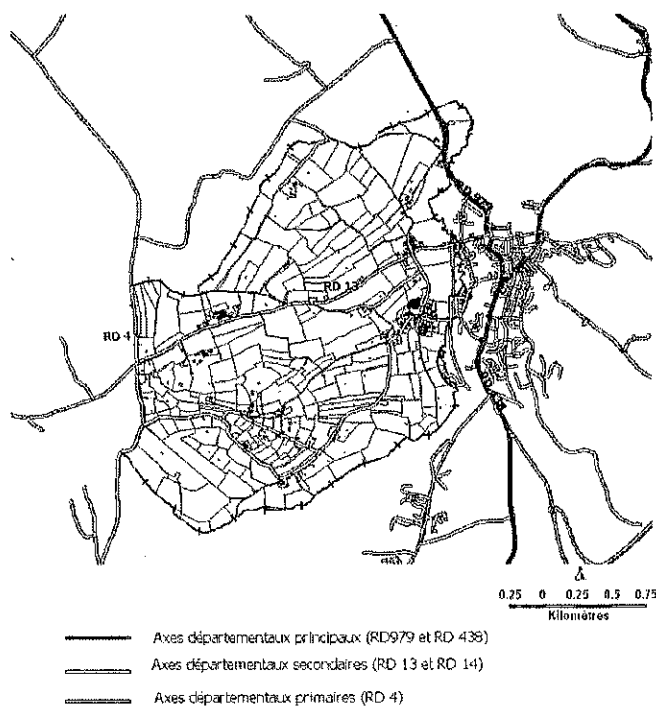 RD 13
RD 4
0.25 0 0.25 0.5 0.75
Kilomètres
Axes départementaux principaux (RD979 et RD 438)
Axes départementaux secondaires (RD 13 et RD 14)
Axes départementaux primaires (RD 4)